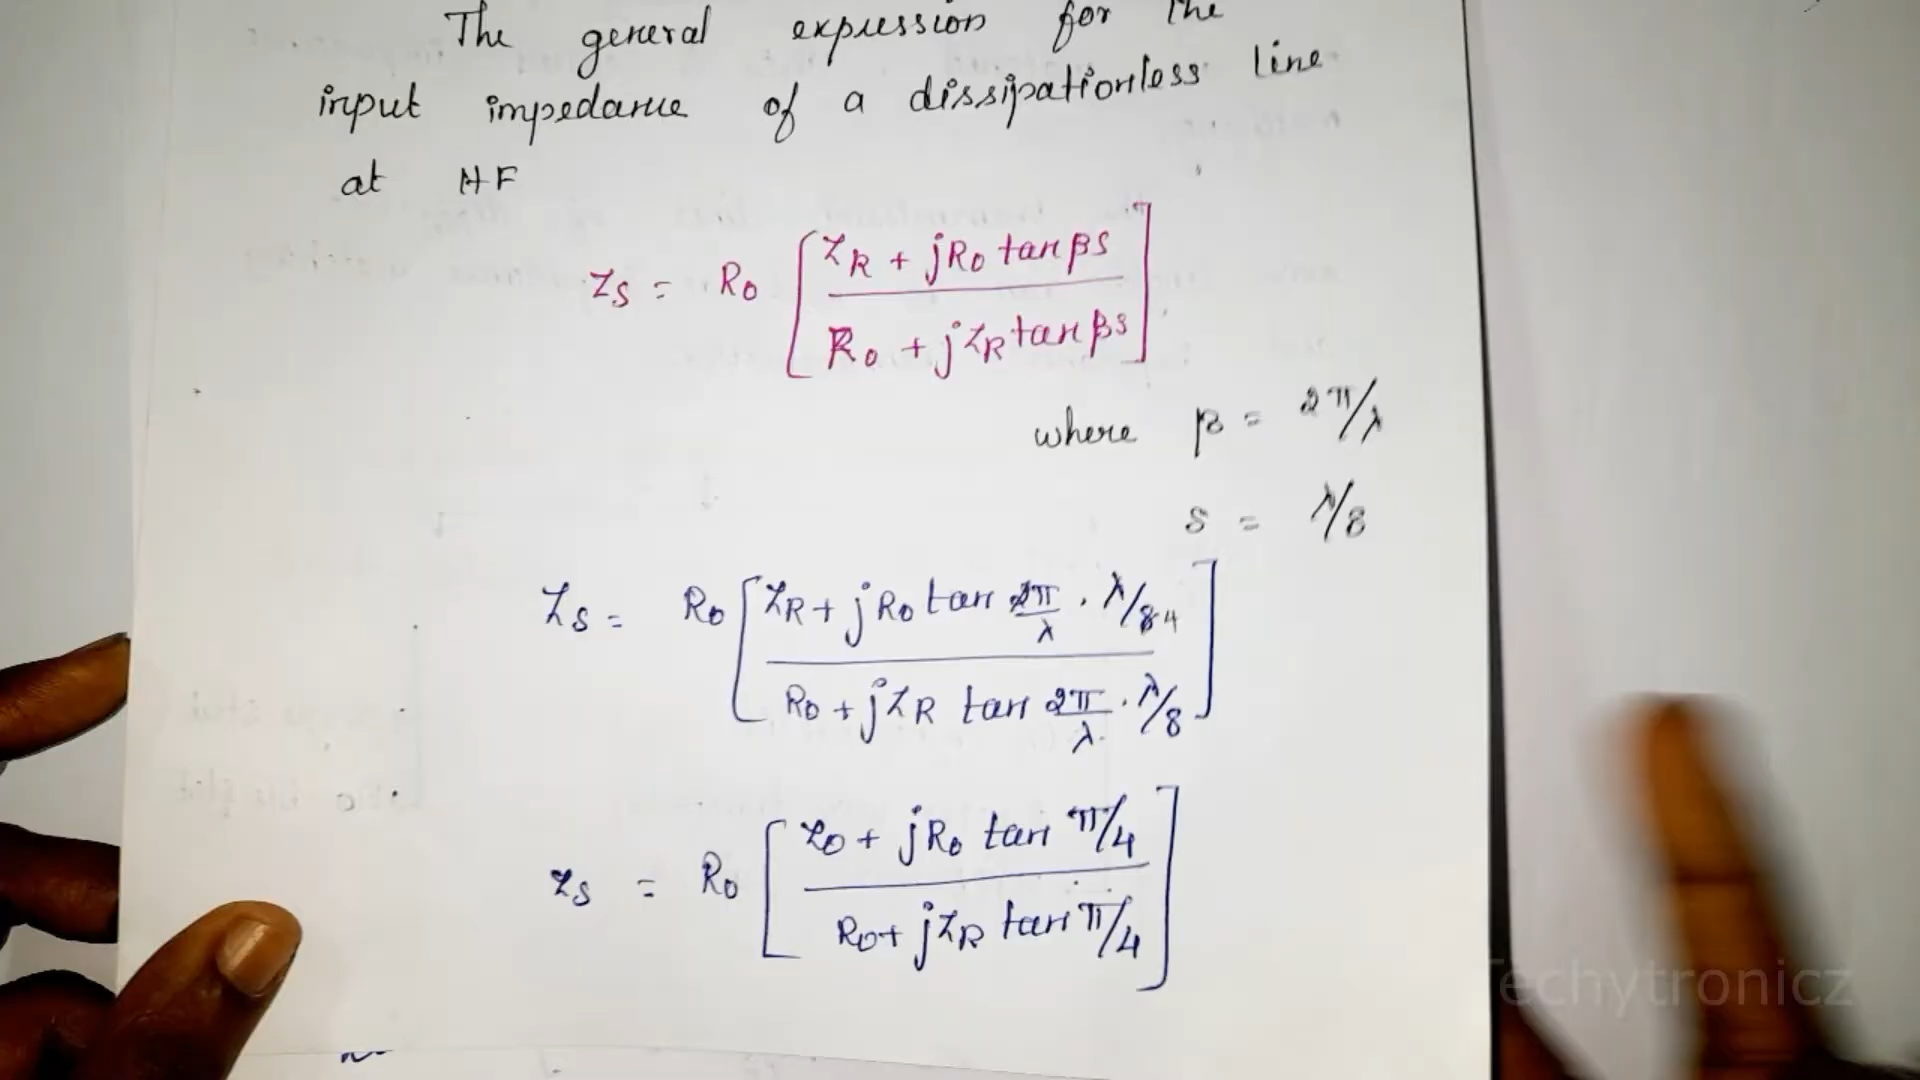 The general expression for the
input impedance of a dissipationless line
at HF
Zs = R0 [ZR + jR0 tan βs / R0 + jZR tan βs]
where β = 2π/λ
s = λ/8
Zs = R0 [ZR + jR0 tan 2π/λ . λ/8 4 / R0 + jZR tan 2π/λ . λ/8]
Zs = R0 [Z0 + jR0 tan π/4 / R0 + jZR tan π/4]
Techytronicz